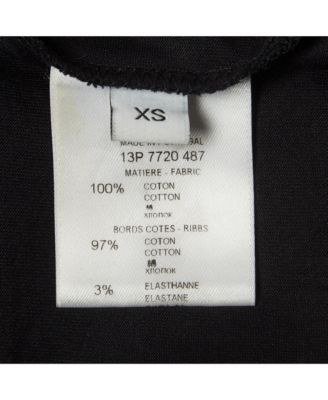 XS
MADE IN PORTUGAL
13P 7720 487
MATIERE - FABRIC
100% COTON
COTTON
棉
ХЛОПОК
BORDS COTES - RIBBS
97% COTON
COTTON
棉
ХЛОПОК
3% ELASTHANNE
ELASTANE